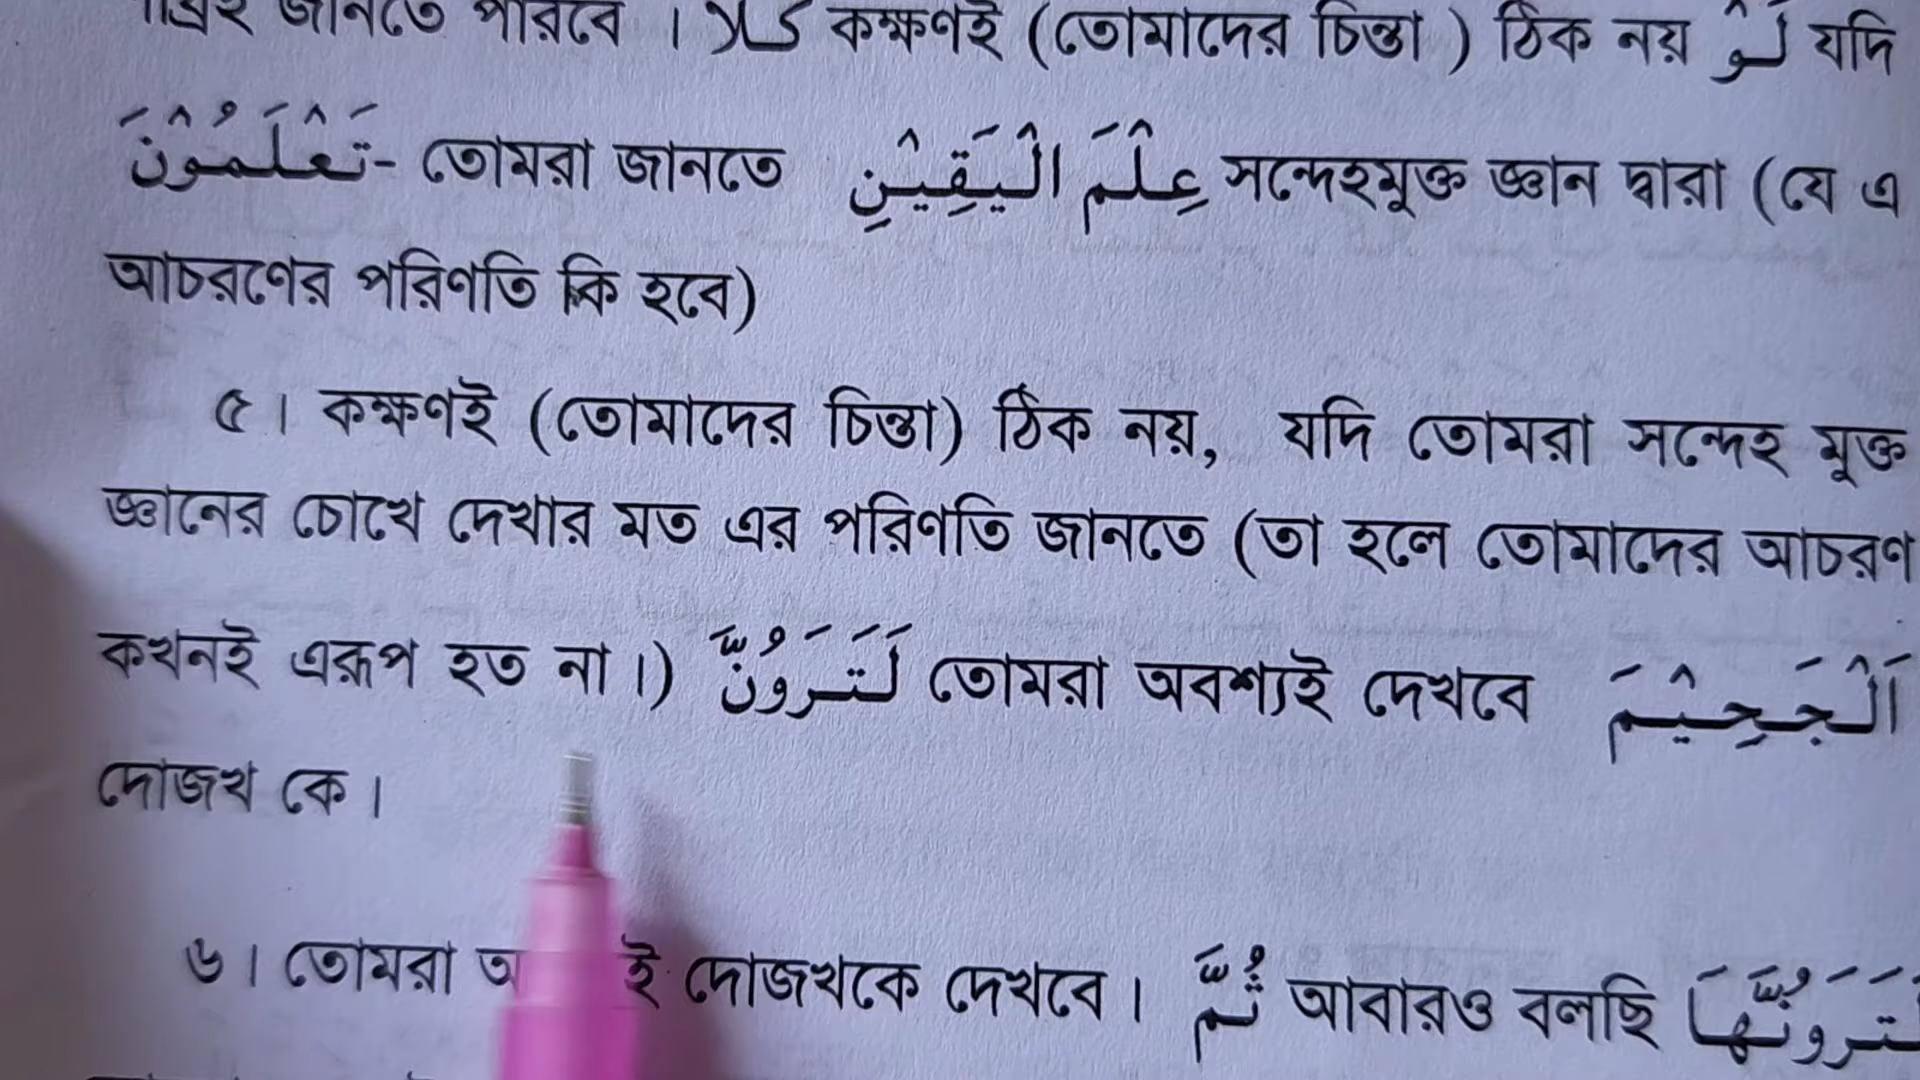 জানতে পারবে । كَلَّا কক্ষণই (তোমাদের চিন্তা ) ঠিক নয় لَوْ যদি
تَعْلَمُوْنَ- তোমরা জানতে عِلْمَ الْيَقِيْنِ সন্দেহমুক্ত জ্ঞান দ্বারা (যে এ
আচরণের পরিণতি কি হবে)
৫। কক্ষণই (তোমাদের চিন্তা) ঠিক নয়, যদি তোমরা সন্দেহ মুক্ত
জ্ঞানের চোখে দেখার মত এর পরিণতি জানতে (তা হলে তোমাদের আচরণ
কখনই এরূপ হত না।) لَتَرَوُنَّ তোমরা অবশ্যই দেখবে اَلْجَحِيْمَ
দোজখ কে।
৬। তোমরা দোজখকে দেখবে। ثُمَّ আবারও বলছি